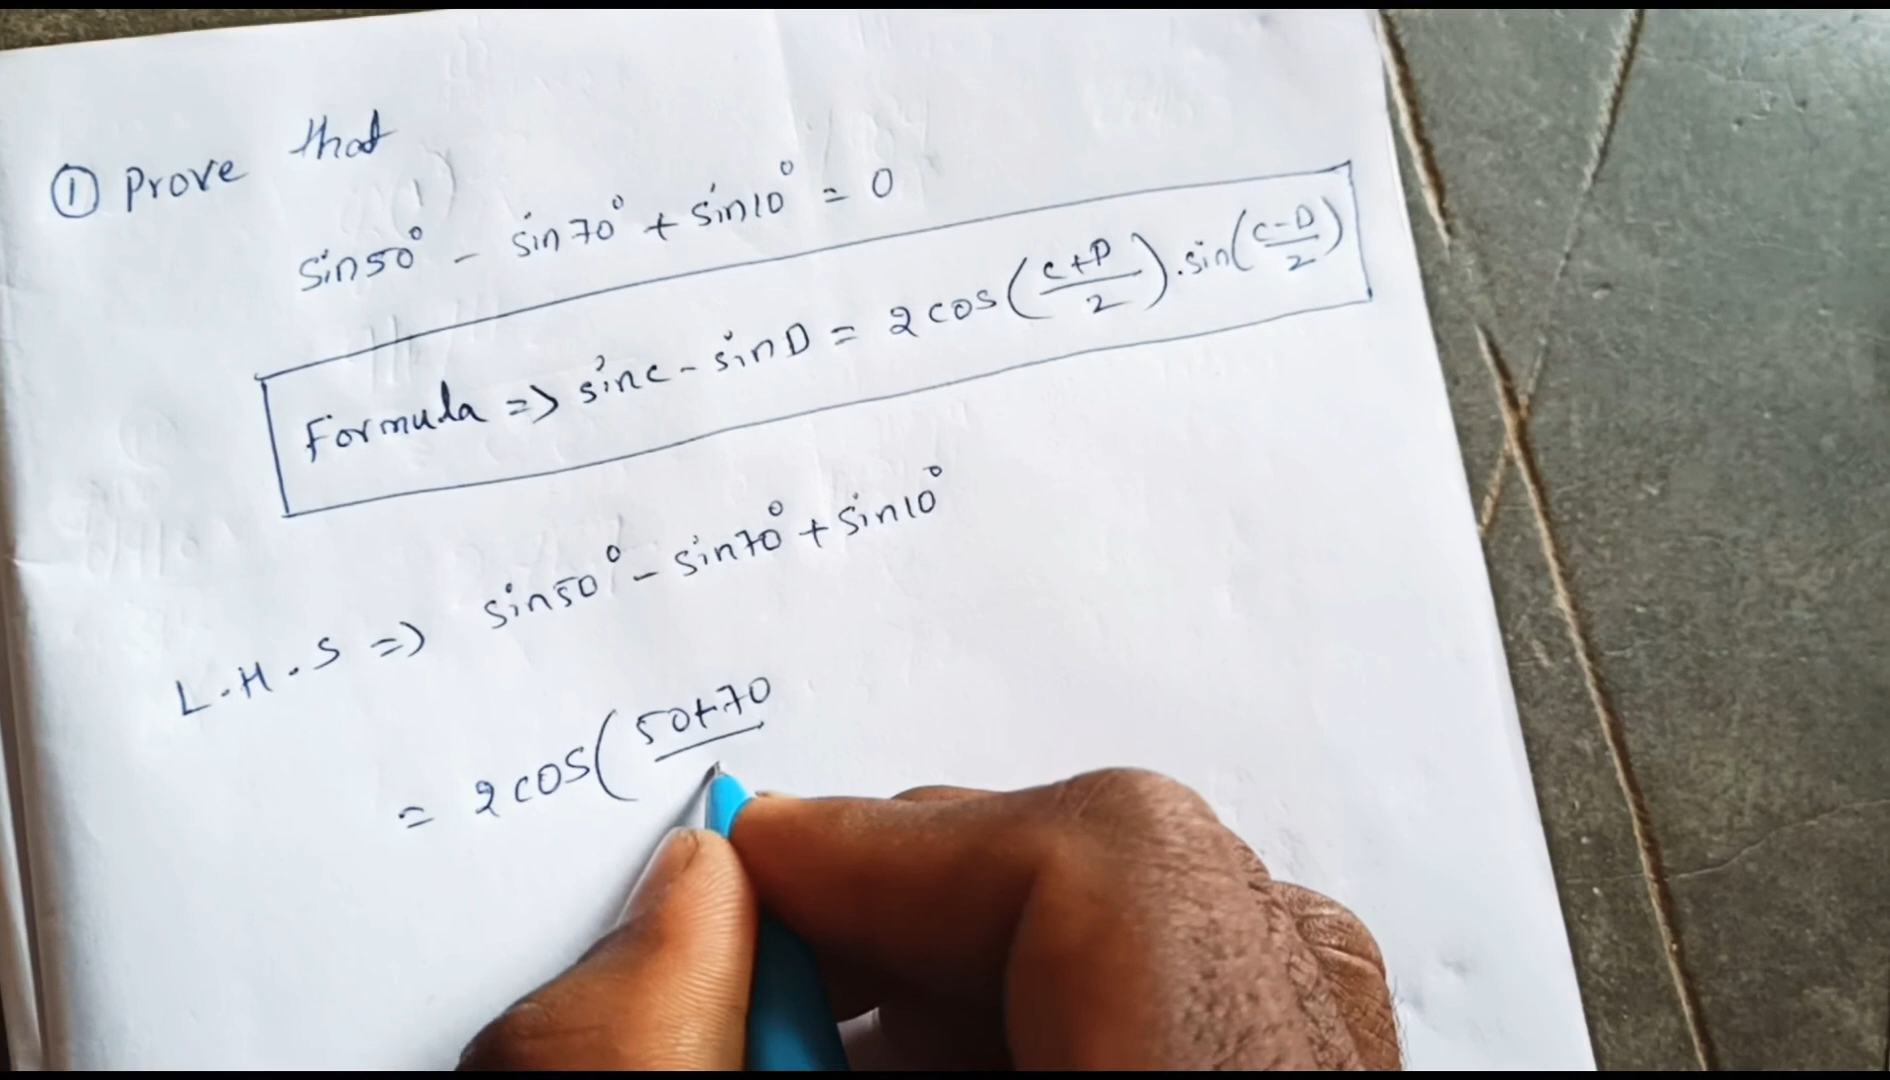 ① Prove that
sin50° - sin70° + sin10° = 0
Formula => sinc - sinD = 2cos(c+D/2).sin(c-D/2)
L.H.S => sin50° - sin70° + sin10°
= 2cos(50+70